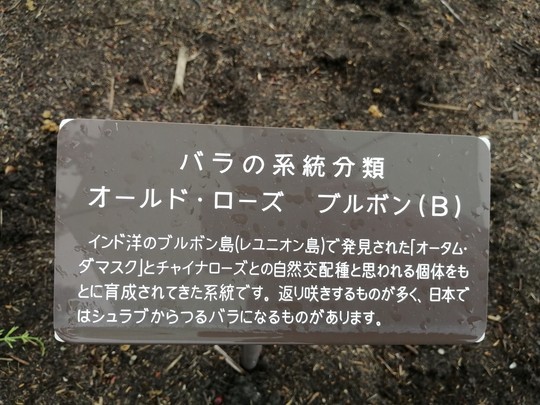 バラの系統分類
オールド・ローズ　ブルボン(B)
インド洋のブルボン島(レユニオン島)で発見された「オータム・
ダマスク」とチャイナローズとの自然交配種と思われる個体をも
とに育成されてきた系統です。返り咲きするものが多く、日本で
はシュラブからつるバラになるものがあります。